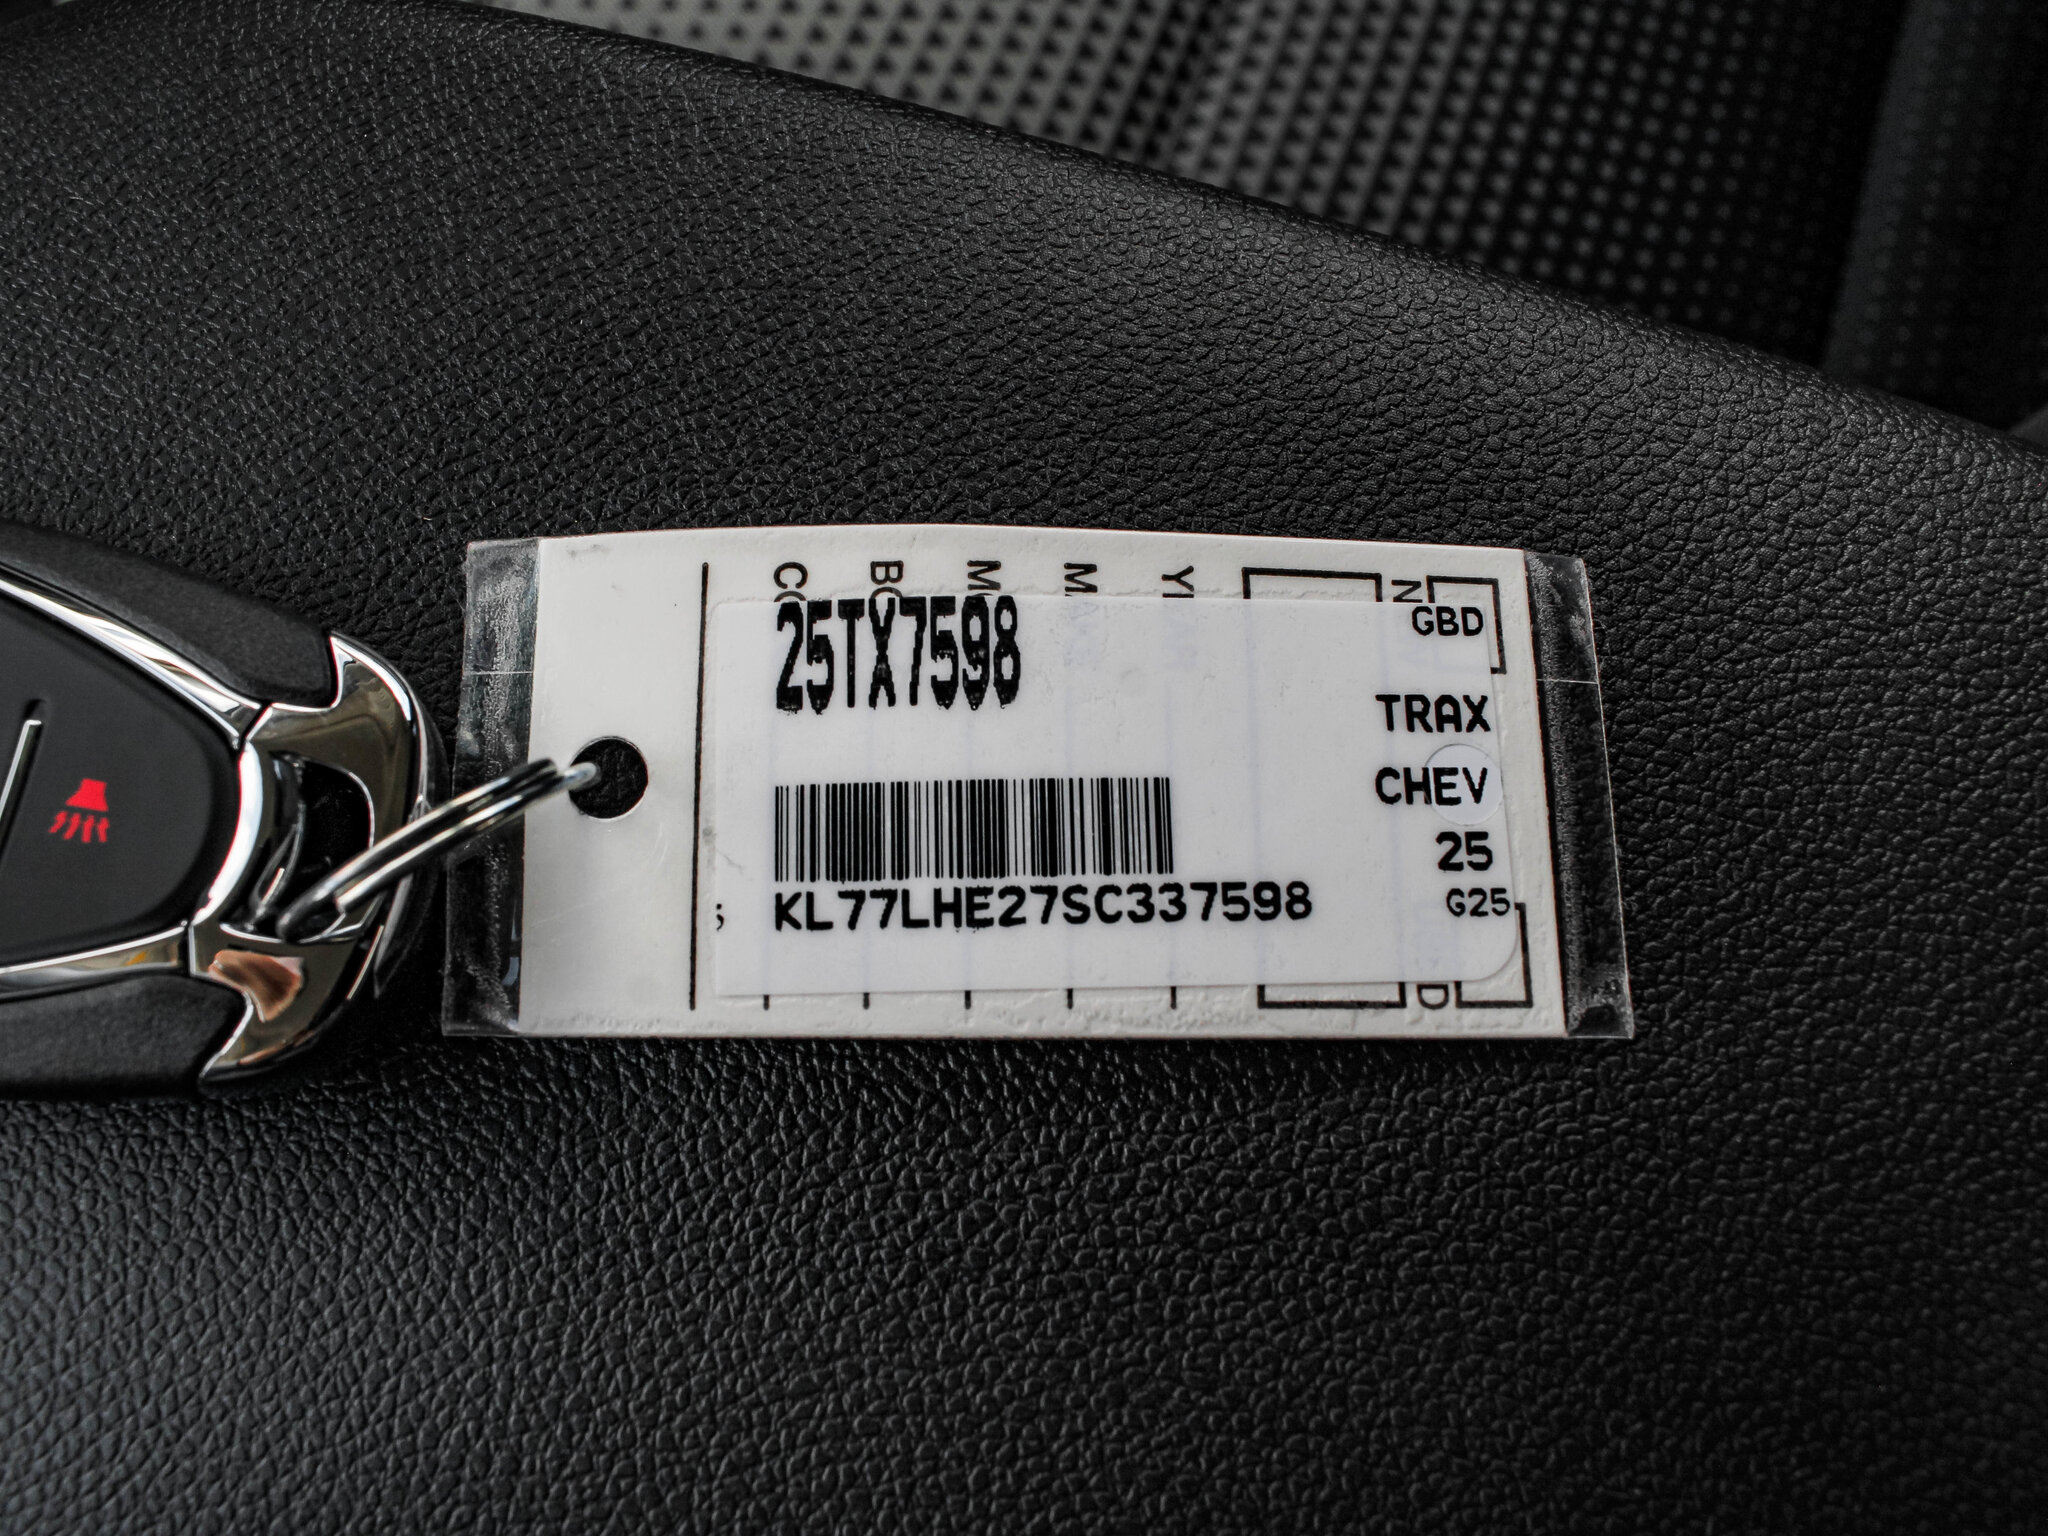 25TX7598
GBD
TRAX
CHEV
25
G25
KL77LHE27SC337598